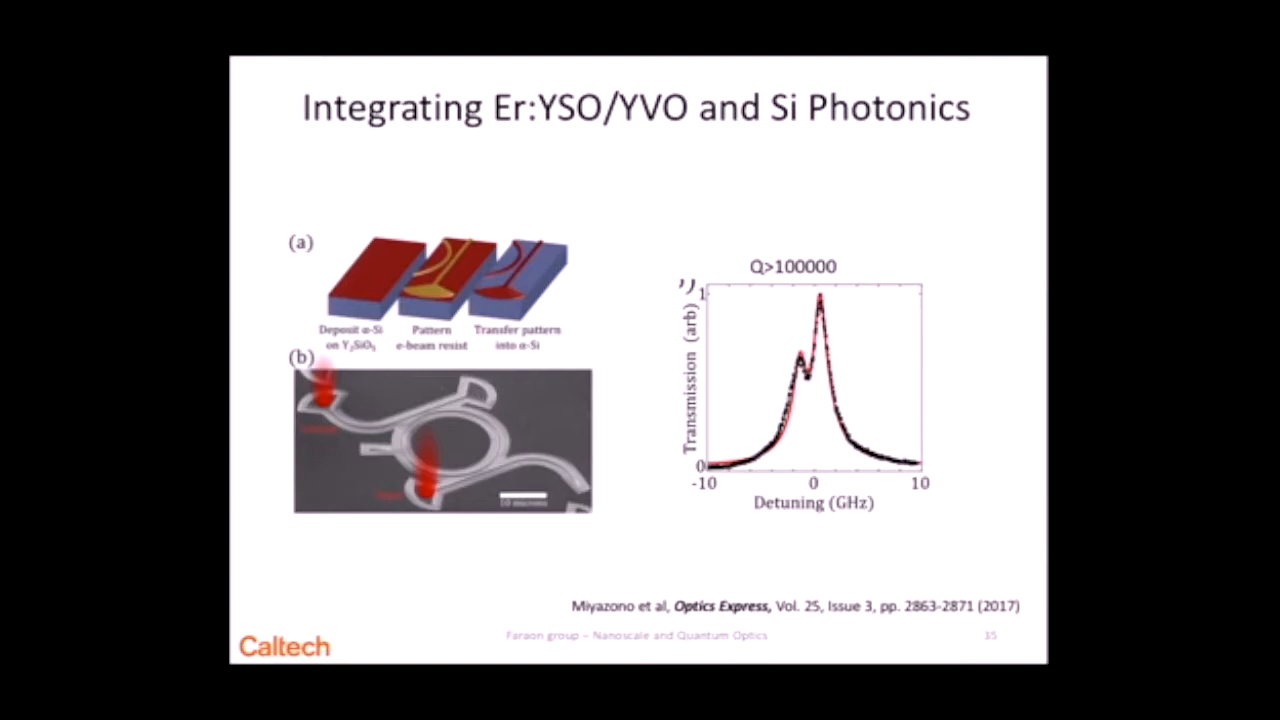 Integrating Er:YSO/YVO and Si Photonics
(a)
Deposit α-Si
on Y₂SiO₅
Pattern
e-beam resist
Transfer pattern
into α-Si
(b)
10 microns
Q>100000
Transmission (arb)
1
0
-10
0
10
Detuning (GHz)
Miyazono et al, Optics Express, Vol. 25, Issue 3, pp. 2863-2871 (2017)
Faraon group – Nanoscale and Quantum Optics
35
Caltech